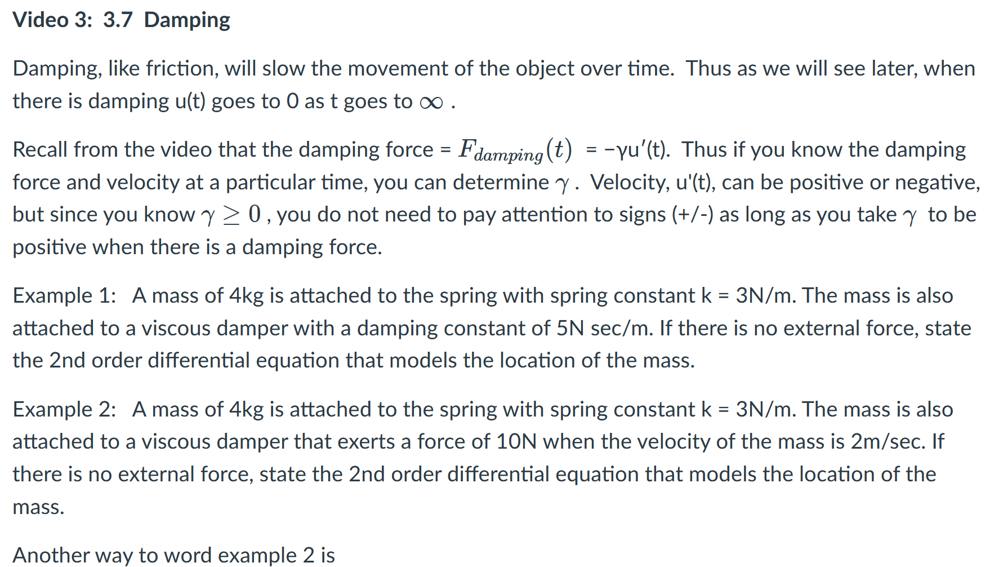 Video 3:  3.7  Damping
Damping, like friction, will slow the movement of the object over time.  Thus as we will see later, when
there is damping u(t) goes to 0 as t goes to ∞ .
Recall from the video that the damping force = F_{damping}(t)  = −γu′(t).  Thus if you know the damping
force and velocity at a particular time, you can determine γ .  Velocity, u'(t), can be positive or negative,
but since you know γ ≥ 0 , you do not need to pay attention to signs (+/-) as long as you take γ  to be
positive when there is a damping force.
Example 1:   A mass of 4kg is attached to the spring with spring constant k = 3N/m. The mass is also
attached to a viscous damper with a damping constant of 5N sec/m. If there is no external force, state
the 2nd order differential equation that models the location of the mass.
Example 2:   A mass of 4kg is attached to the spring with spring constant k = 3N/m. The mass is also
attached to a viscous damper that exerts a force of 10N when the velocity of the mass is 2m/sec. If
there is no external force, state the 2nd order differential equation that models the location of the
mass.
Another way to word example 2 is